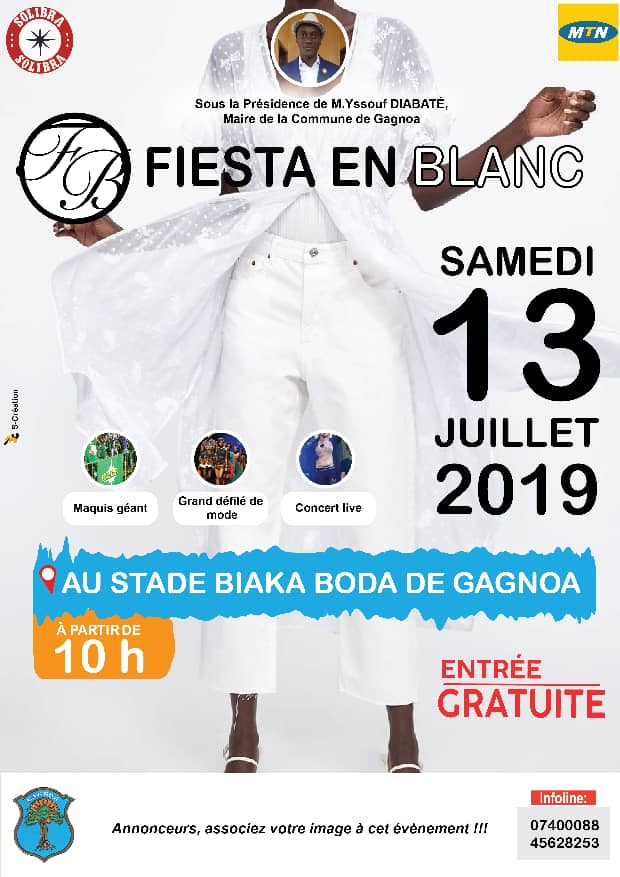 SOLIBRA
SOLIBRA
MTN
Sous la Présidence de M.Yssouf DIABATÉ,
Maire de la Commune de Gagnoa
FB
FIESTA EN BLANC
SAMEDI
13
JUILLET
2019
B-Création
Maquis géant
Grand défilé de
mode
Concert live
AU STADE BIAKA BODA DE GAGNOA
À PARTIR DE
10 h
ENTRÉE
GRATUITE
Annonceurs, associez votre image à cet évènement !!!
Infoline:
07400088
45628253